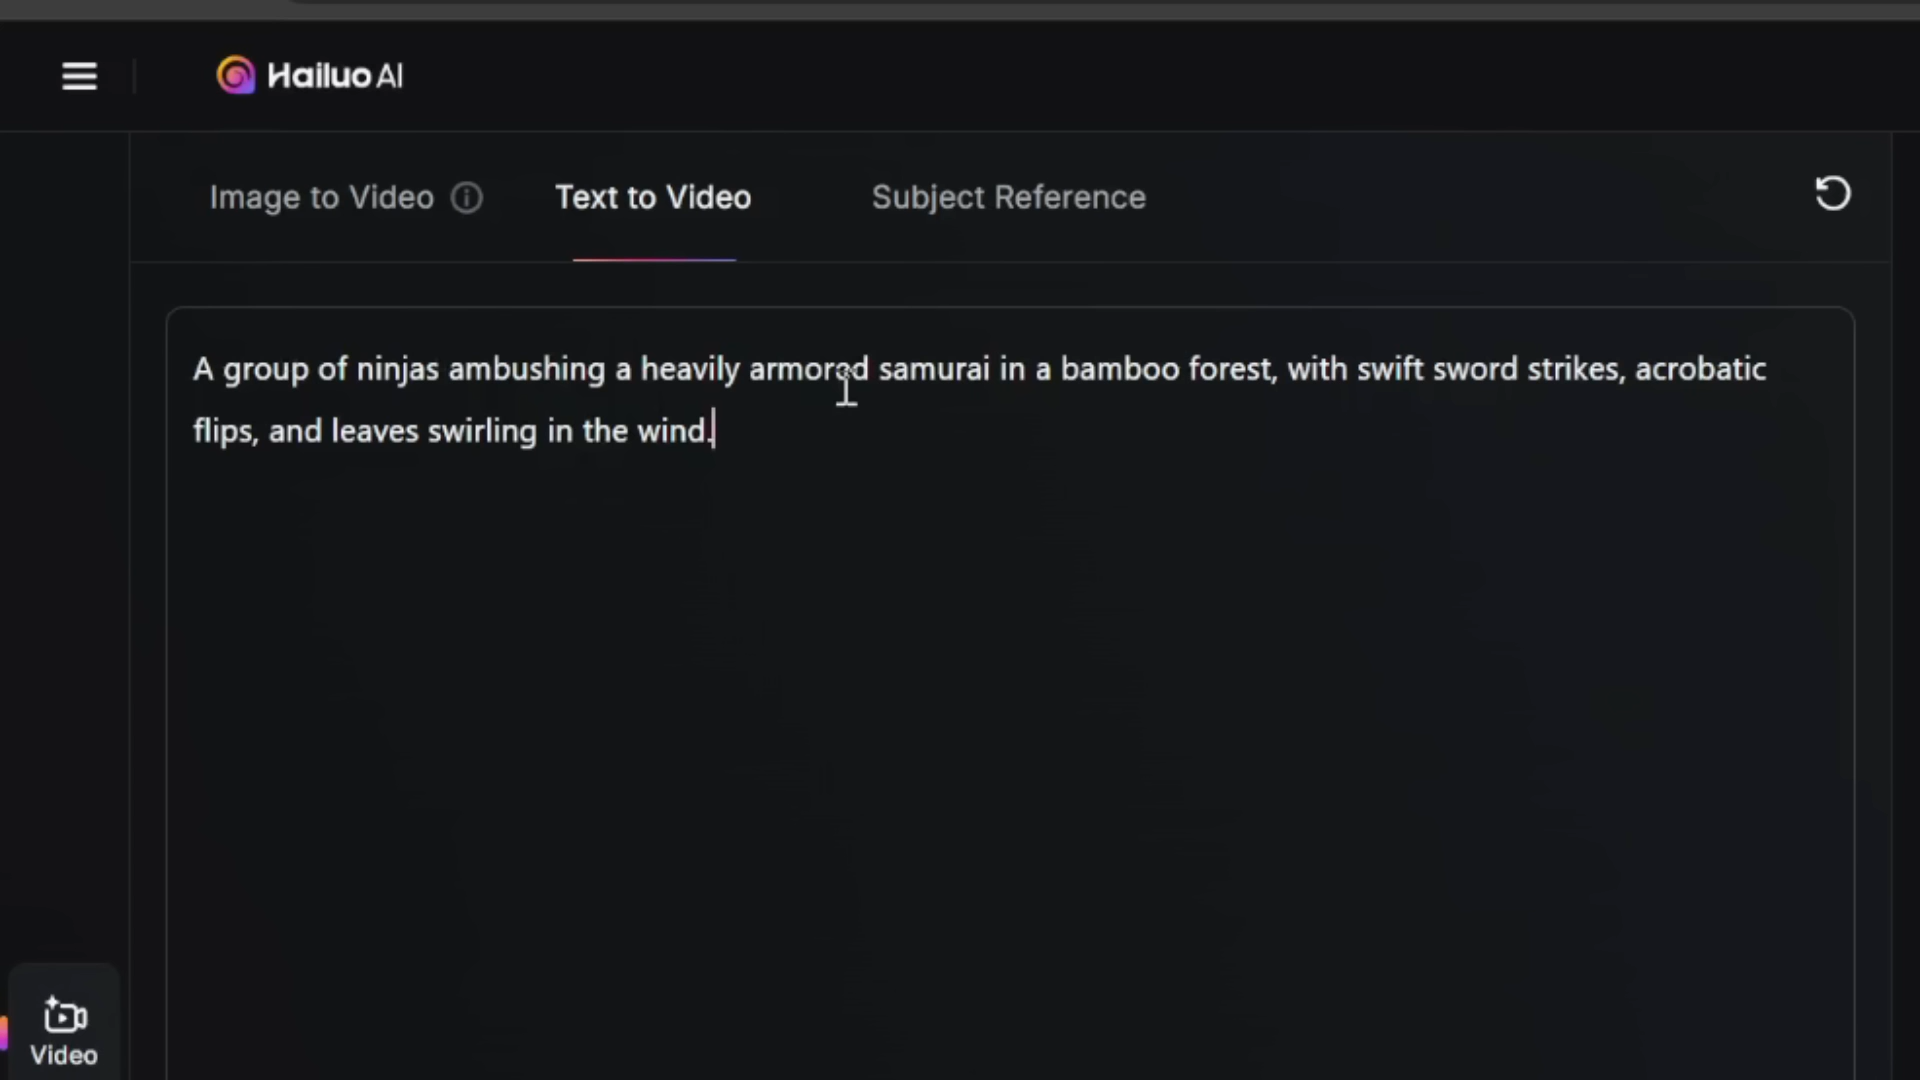 Hailuo AI
Image to Video
Text to Video
Subject Reference
A group of ninjas ambushing a heavily armored samurai in a bamboo forest, with swift sword strikes, acrobatic
flips, and leaves swirling in the wind.
Video